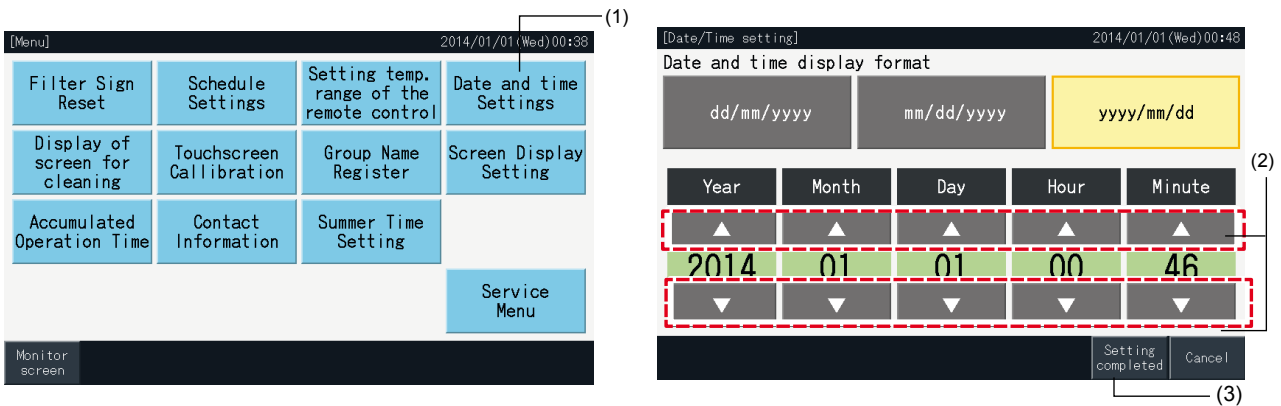 (1)
[Menu] 2014/01/01(Wed)00:38
Filter Sign
Reset
Schedule
Settings
Setting temp.
range of the
remote control
Date and time
Settings
Display of
screen for
cleaning
Touchscreen
Callibration
Group Name
Register
Screen Display
Setting
Accumulated
Operation Time
Contact
Information
Summer Time
Setting
Service
Menu
Monitor
screen
[Date/Time setting] 2014/01/01(Wed)00:48
Date and time display format
dd/mm/yyyy mm/dd/yyyy yyyy/mm/dd
(2)
Year Month Day Hour Minute
2014 01 01 00 46
Setting
completed
Cancel
(3)